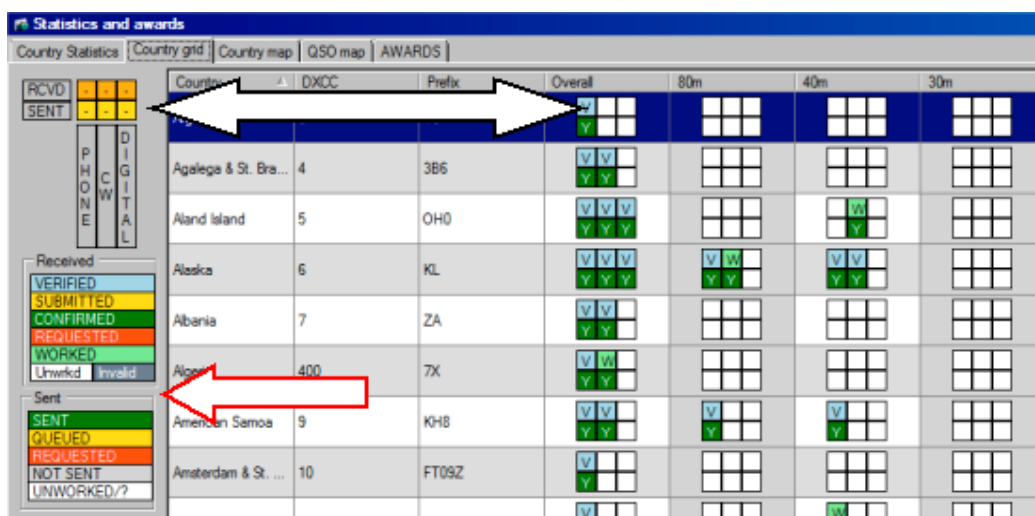 Statistics and awards
Country Statistics Country grid Country map QSO map AWARDS
Country DXCC Prefix Overall 80m 40m 30m
RCVD - - -
SENT - - -
PHONE
CW
DIGITAL
V
Y
Agalega & St. Bra... 4 3B6 V V
Y Y
Aland Island 5 OH0 V V V W
Y Y Y Y
Alaska 6 KL V V V V W V V
Y Y Y Y Y Y Y
Albania 7 ZA V V
Y Y
400 7X V W
Y Y
American Samoa 9 KH8 V V V V
Y Y Y Y
Amsterdam & St. ... 10 FT09Z V
Y
V W
Received
VERIFIED
SUBMITTED
CONFIRMED
REQUESTED
WORKED
Unwrkd Invalid
Sent
SENT
QUEUED
REQUESTED
NOT SENT
UNWORKED/?